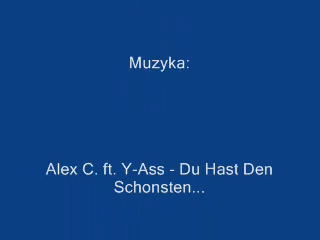 Muzyka:
Alex C. ft. Y-Ass - Du Hast Den
Schonsten...